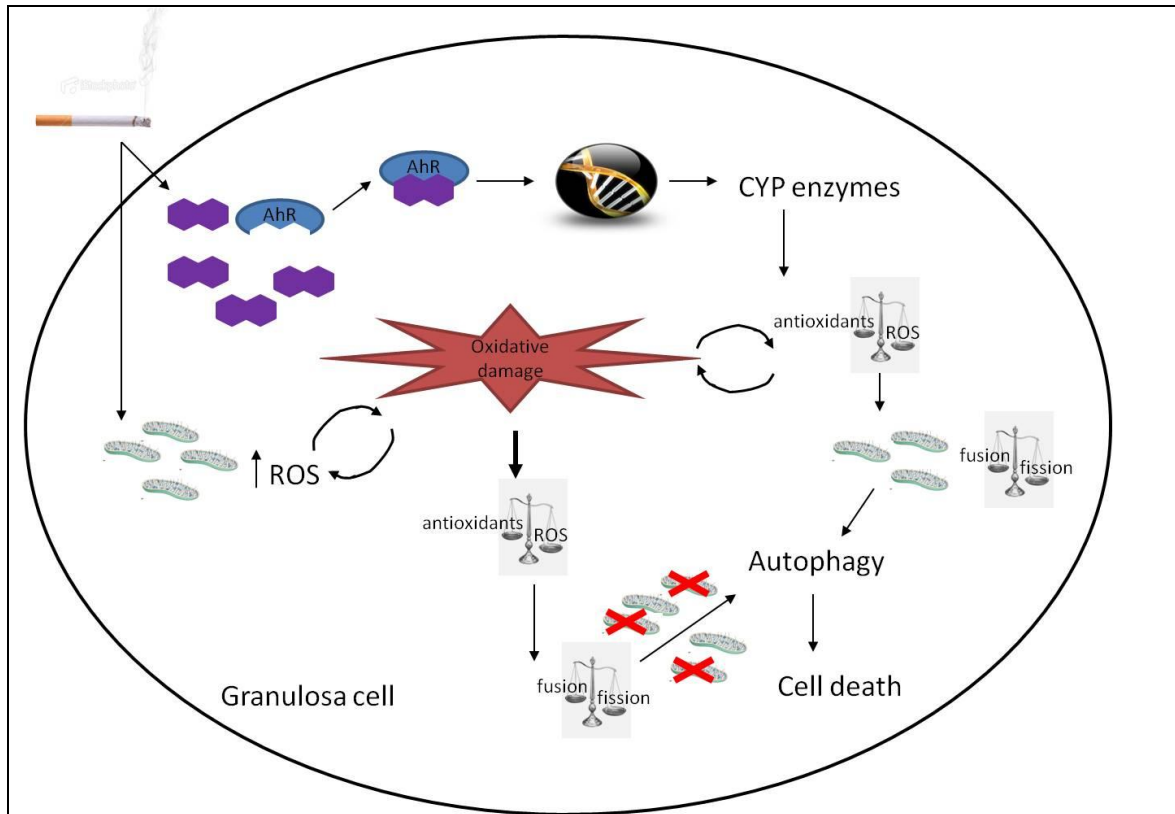 AhR
AhR
CYP enzymes
antioxidants
ROS
Oxidative
damage
ROS
fusion
fission
antioxidants
ROS
Autophagy
fusion
fission
Granulosa cell
Cell death